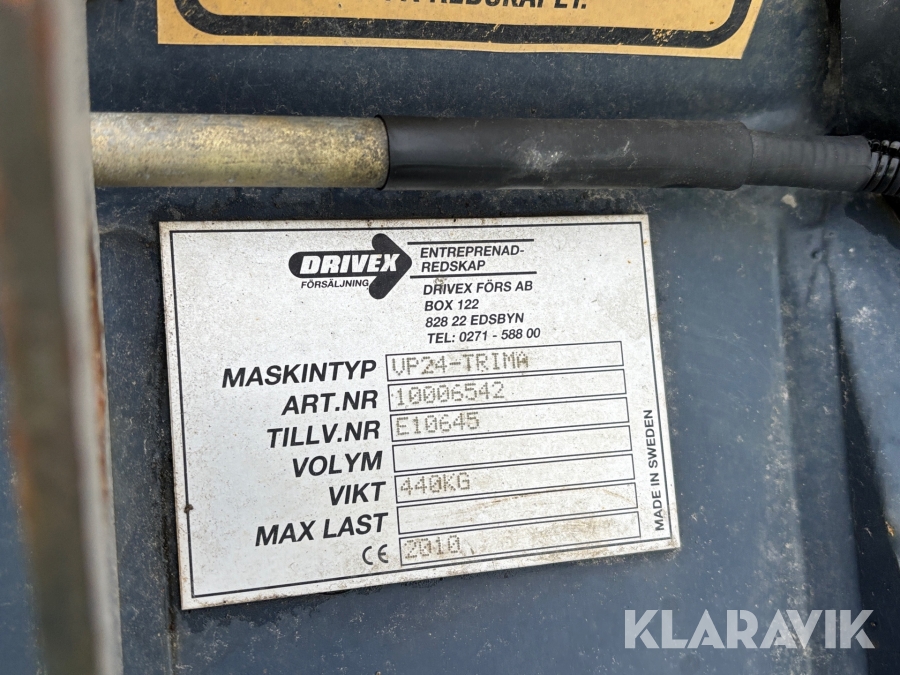 REDSKAPET.
DRIVEX
FÖRSÄLJNING
ENTREPRENAD-
REDSKAP
DRIVEX FÖRS AB
BOX 122
828 22 EDSBYN
TEL: 0271 - 588 00
MASKINTYP VP24-TRIMA
ART.NR 10006542
TILLV.NR E10645
VOLYM
VIKT 440KG
MAX LAST
CE 2010
MADE IN SWEDEN
KLARAVIK